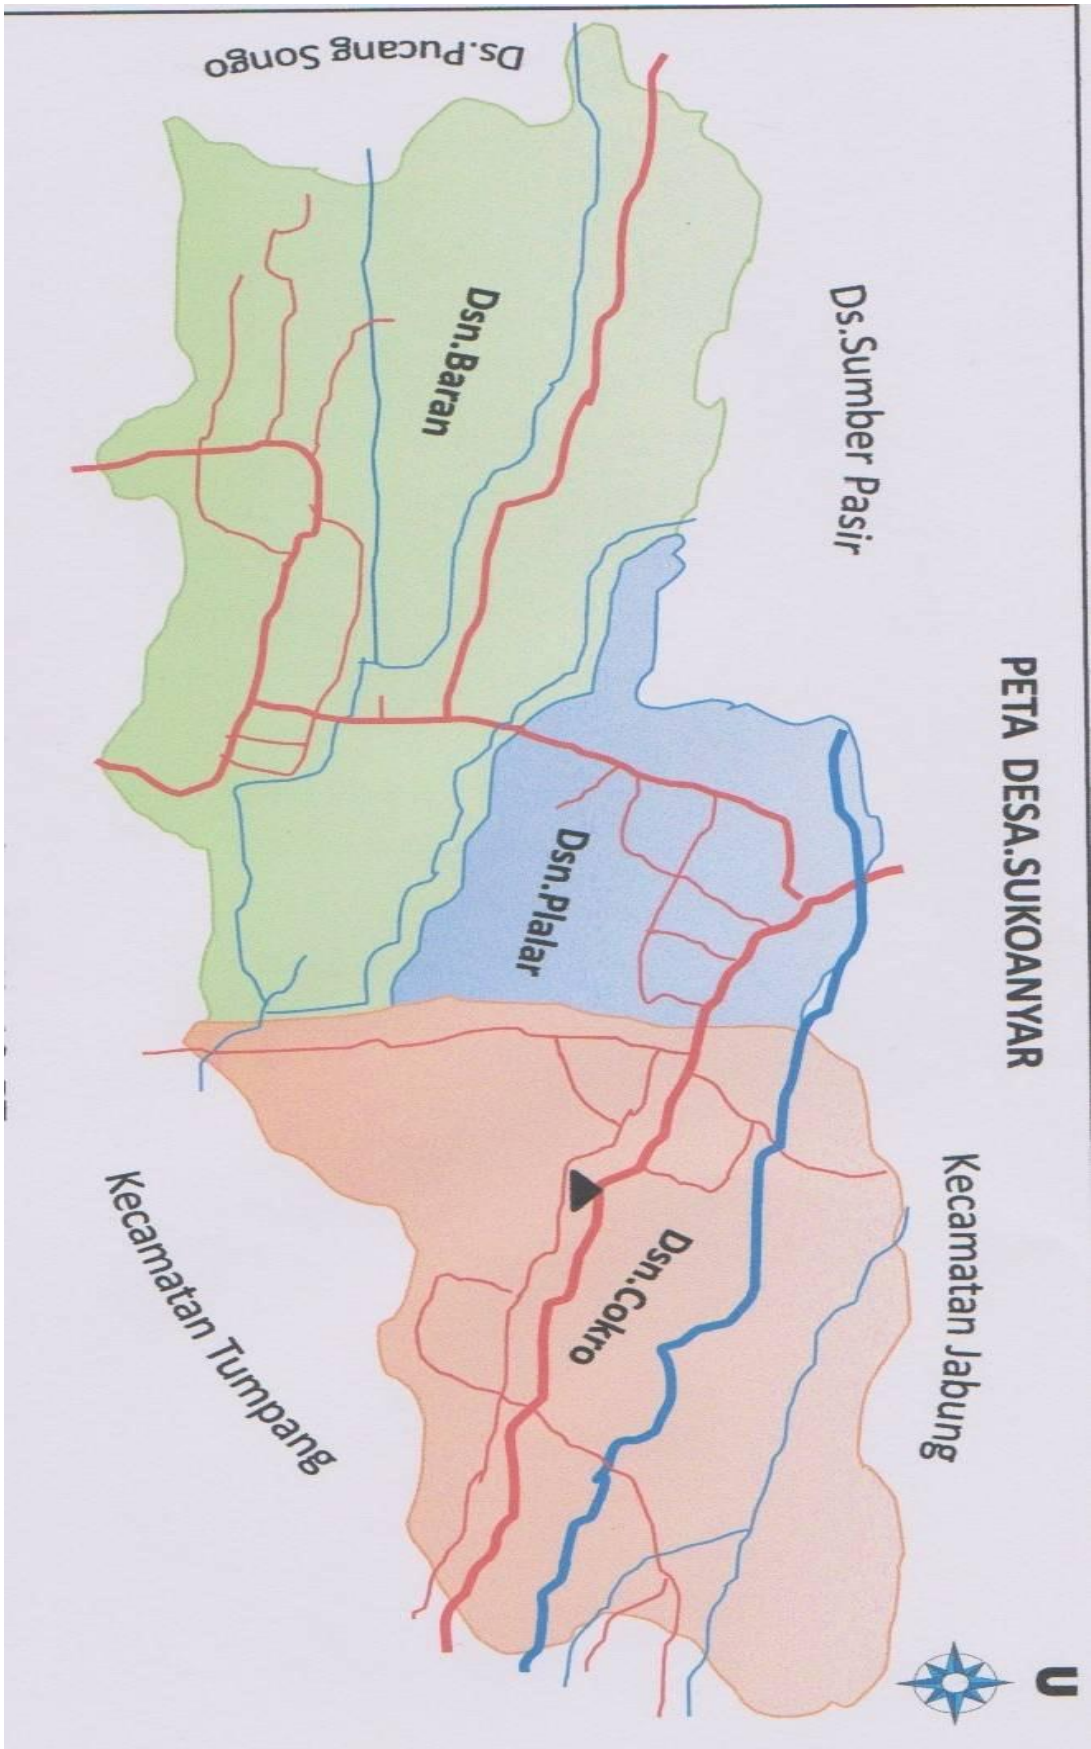 PETA DESA.SUKOANYAR
U
Ds.Sumber Pasir
Kecamatan Jabung
Ds.Pucang Songo
Dsn.Baran
Dsn.Plalar
Dsn.Cokro
Kecamatan Tumpang